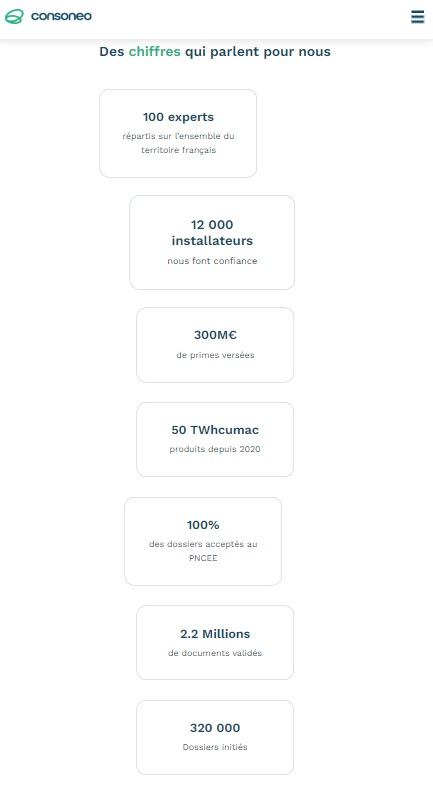 consoneo
Des chiffres qui parlent pour nous
100 experts
répartis sur l'ensemble du
territoire français
12 000
installateurs
nous font confiance
300M€
de primes versées
50 TWhcumac
produits depuis 2020
100%
des dossiers acceptés au
PNCEE
2.2 Millions
de documents validés
320 000
Dossiers initiés